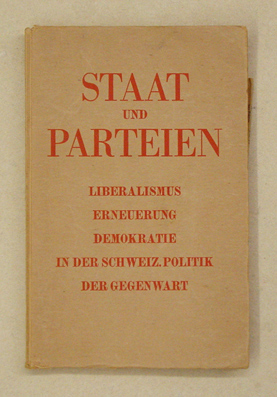 STAAT
UND
PARTEIEN
LIBERALISMUS
ERNEUERUNG
DEMOKRATIE
IN DER SCHWEIZ. POLITIK
DER GEGENWART